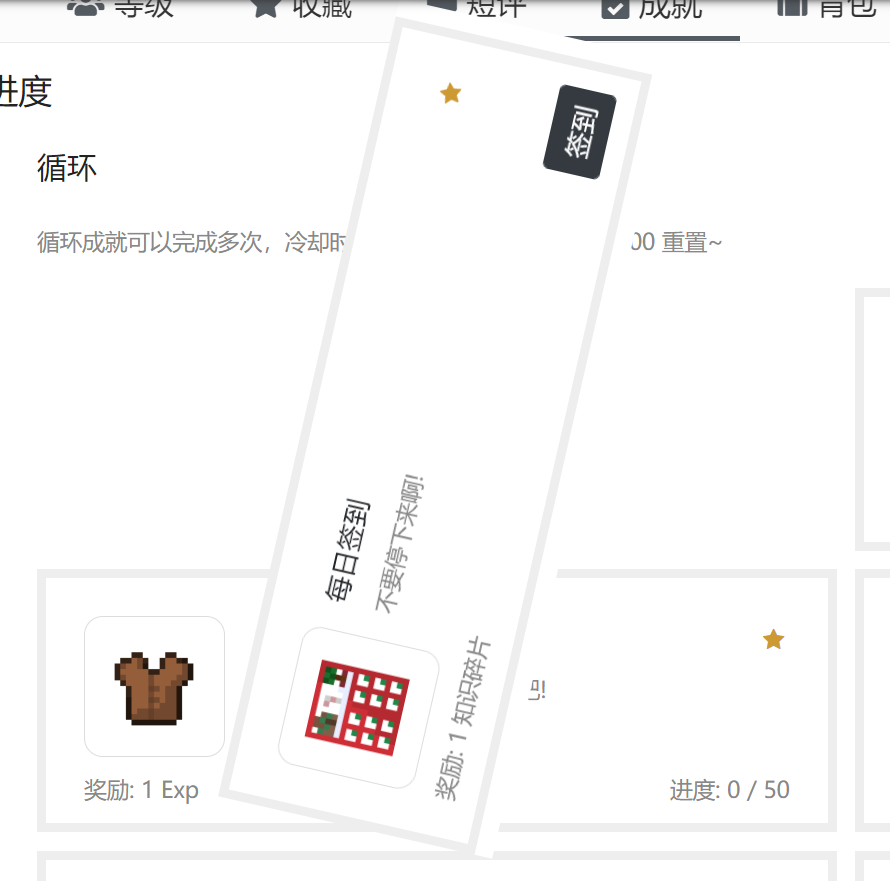 等级 收藏 短评 成就 背包
进度
循环
循环成就可以完成多次，冷却时
00 重置~
签到
每日签到
不要停下来啊!
奖励: 1 知识碎片
奖励: 1 Exp
进度: 0 / 50